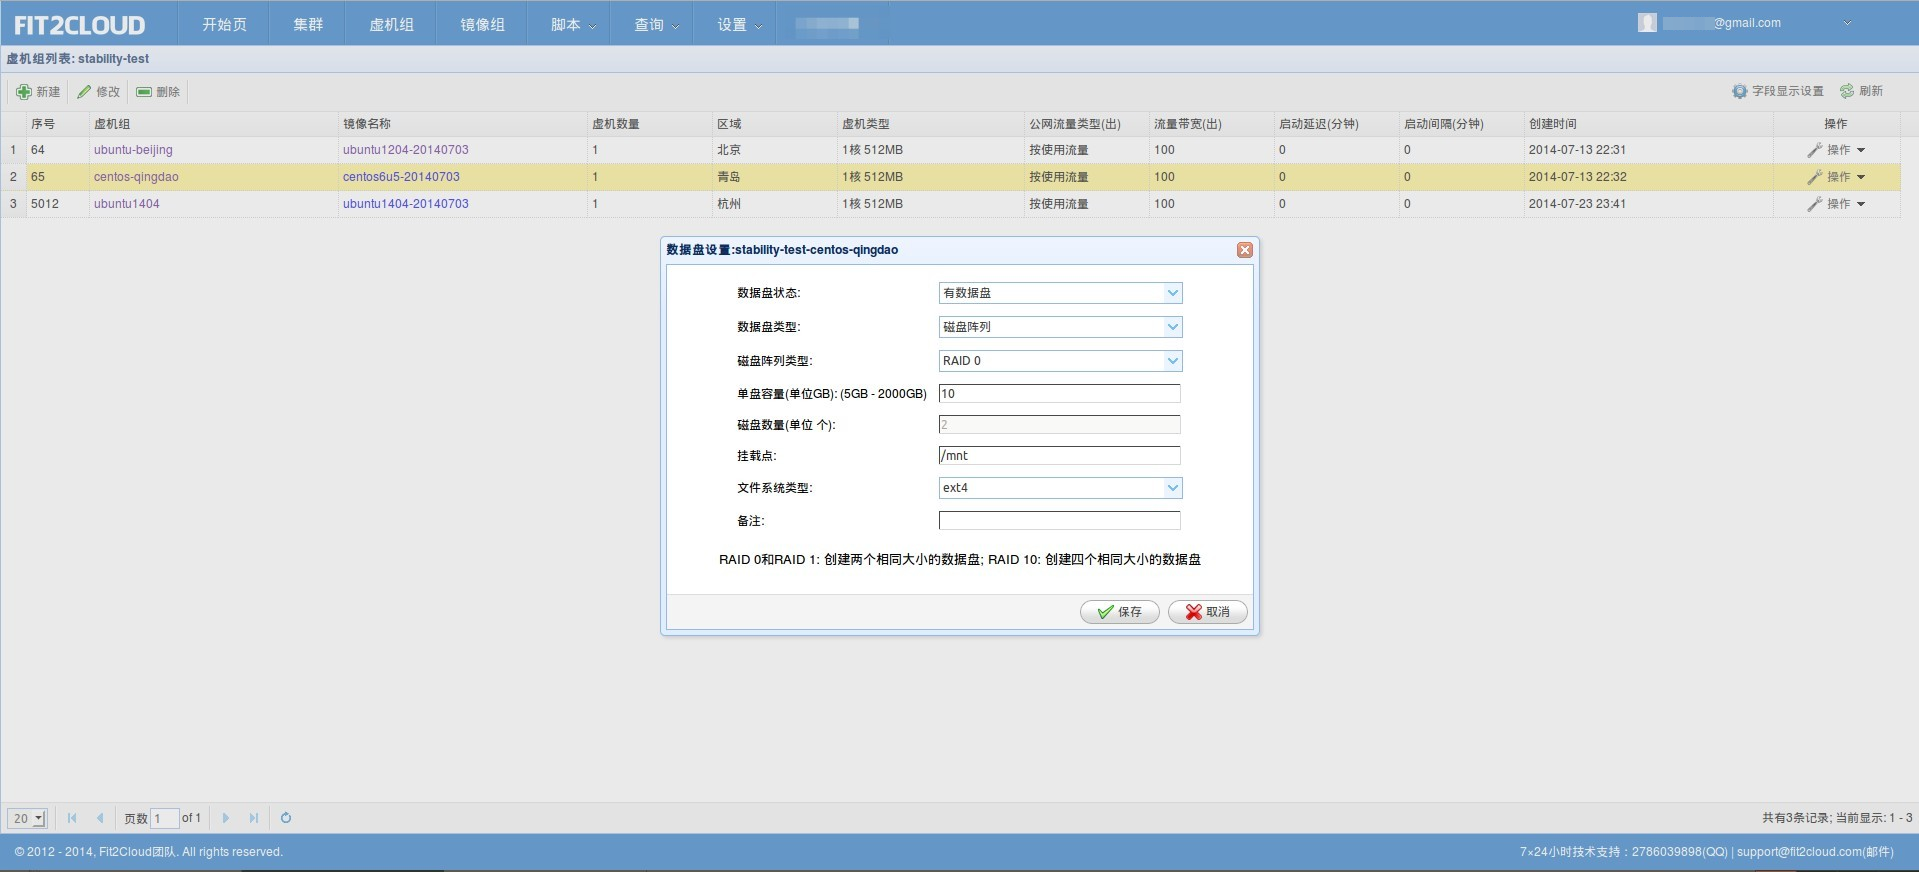 FIT2CLOUD 开始页 集群 虚机组 镜像组 脚本 查询 设置 @gmail.com
虚机组列表: stability-test
新建 修改 删除 字段显示设置 刷新
序号 虚机组 镜像名称 虚机数量 区域 虚机类型 公网流量类型(出) 流量带宽(出) 启动延迟(分钟) 启动间隔(分钟) 创建时间 操作
1 64 ubuntu-beijing ubuntu1204-20140703 1 北京 1核 512MB 按使用流量 100 0 0 2014-07-13 22:31 操作
2 65 centos-qingdao centos6u5-20140703 1 青岛 1核 512MB 按使用流量 100 0 0 2014-07-13 22:32 操作
3 5012 ubuntu1404 ubuntu1404-20140703 1 杭州 1核 512MB 按使用流量 100 0 0 2014-07-23 23:41 操作
数据盘设置:stability-test-centos-qingdao
数据盘状态: 有数据盘
数据盘类型: 磁盘阵列
磁盘阵列类型: RAID 0
单盘容量(单位GB): (5GB - 2000GB) 10
磁盘数量(单位 个): 2
挂载点: /mnt
文件系统类型: ext4
备注:
RAID 0和RAID 1: 创建两个相同大小的数据盘; RAID 10: 创建四个相同大小的数据盘
保存 取消
20 页数 1 of 1 共有3条记录; 当前显示: 1 - 3
© 2012 - 2014, Fit2Cloud团队. All rights reserved. 7×24小时技术支持：2786039898(QQ) | support@fit2cloud.com(邮件)